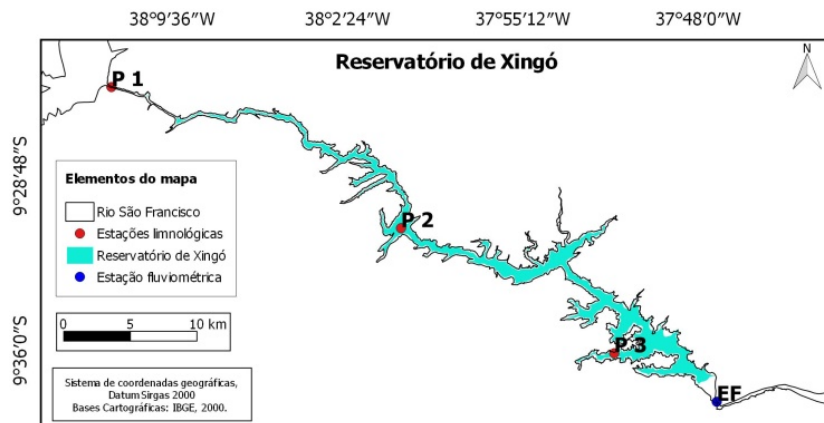 38°9′36″W 38°2′24″W 37°55′12″W 37°48′0″W
Reservatório de Xingó
N
P 1
9°28′48″S
Elementos do mapa
Rio São Francisco
Estações limnológicas
Reservatório de Xingó
Estação fluviométrica
P 2
0 5 10 km
9°36′0″S
P 3
Sistema de coordenadas geográficas,
Datum Sirgas 2000
Bases Cartográficas: IBGE, 2000.
EF